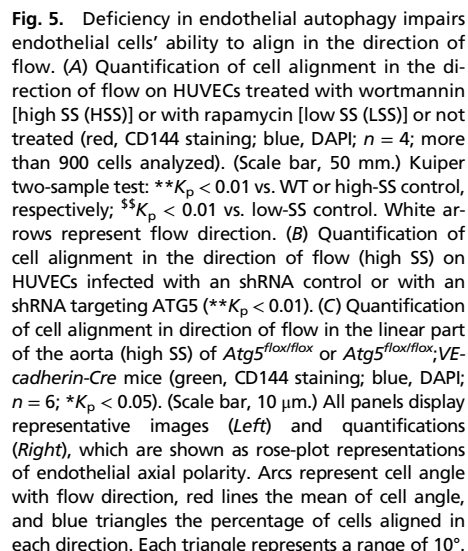 Fig. 5. Deficiency in endothelial autophagy impairs
endothelial cells' ability to align in the direction of
flow. (A) Quantification of cell alignment in the di-
rection of flow on HUVECs treated with wortmannin
[high SS (HSS)] or with rapamycin [low SS (LSS)] or not
treated (red, CD144 staining; blue, DAPI; n = 4; more
than 900 cells analyzed). (Scale bar, 50 mm.) Kuiper
two-sample test: **Kp < 0.01 vs. WT or high-SS control,
respectively; $$Kp < 0.01 vs. low-SS control. White ar-
rows represent flow direction. (B) Quantification of
cell alignment in the direction of flow (high SS) on
HUVECs infected with an shRNA control or with an
shRNA targeting ATG5 (**Kp < 0.01). (C) Quantification
of cell alignment in direction of flow in the linear part
of the aorta (high SS) of Atg5flox/flox or Atg5flox/flox;VE-
cadherin-Cre mice (green, CD144 staining; blue, DAPI;
n = 6; *Kp < 0.05). (Scale bar, 10 μm.) All panels display
representative images (Left) and quantifications
(Right), which are shown as rose-plot representations
of endothelial axial polarity. Arcs represent cell angle
with flow direction, red lines the mean of cell angle,
and blue triangles the percentage of cells aligned in
each direction. Each triangle represents a range of 10°.